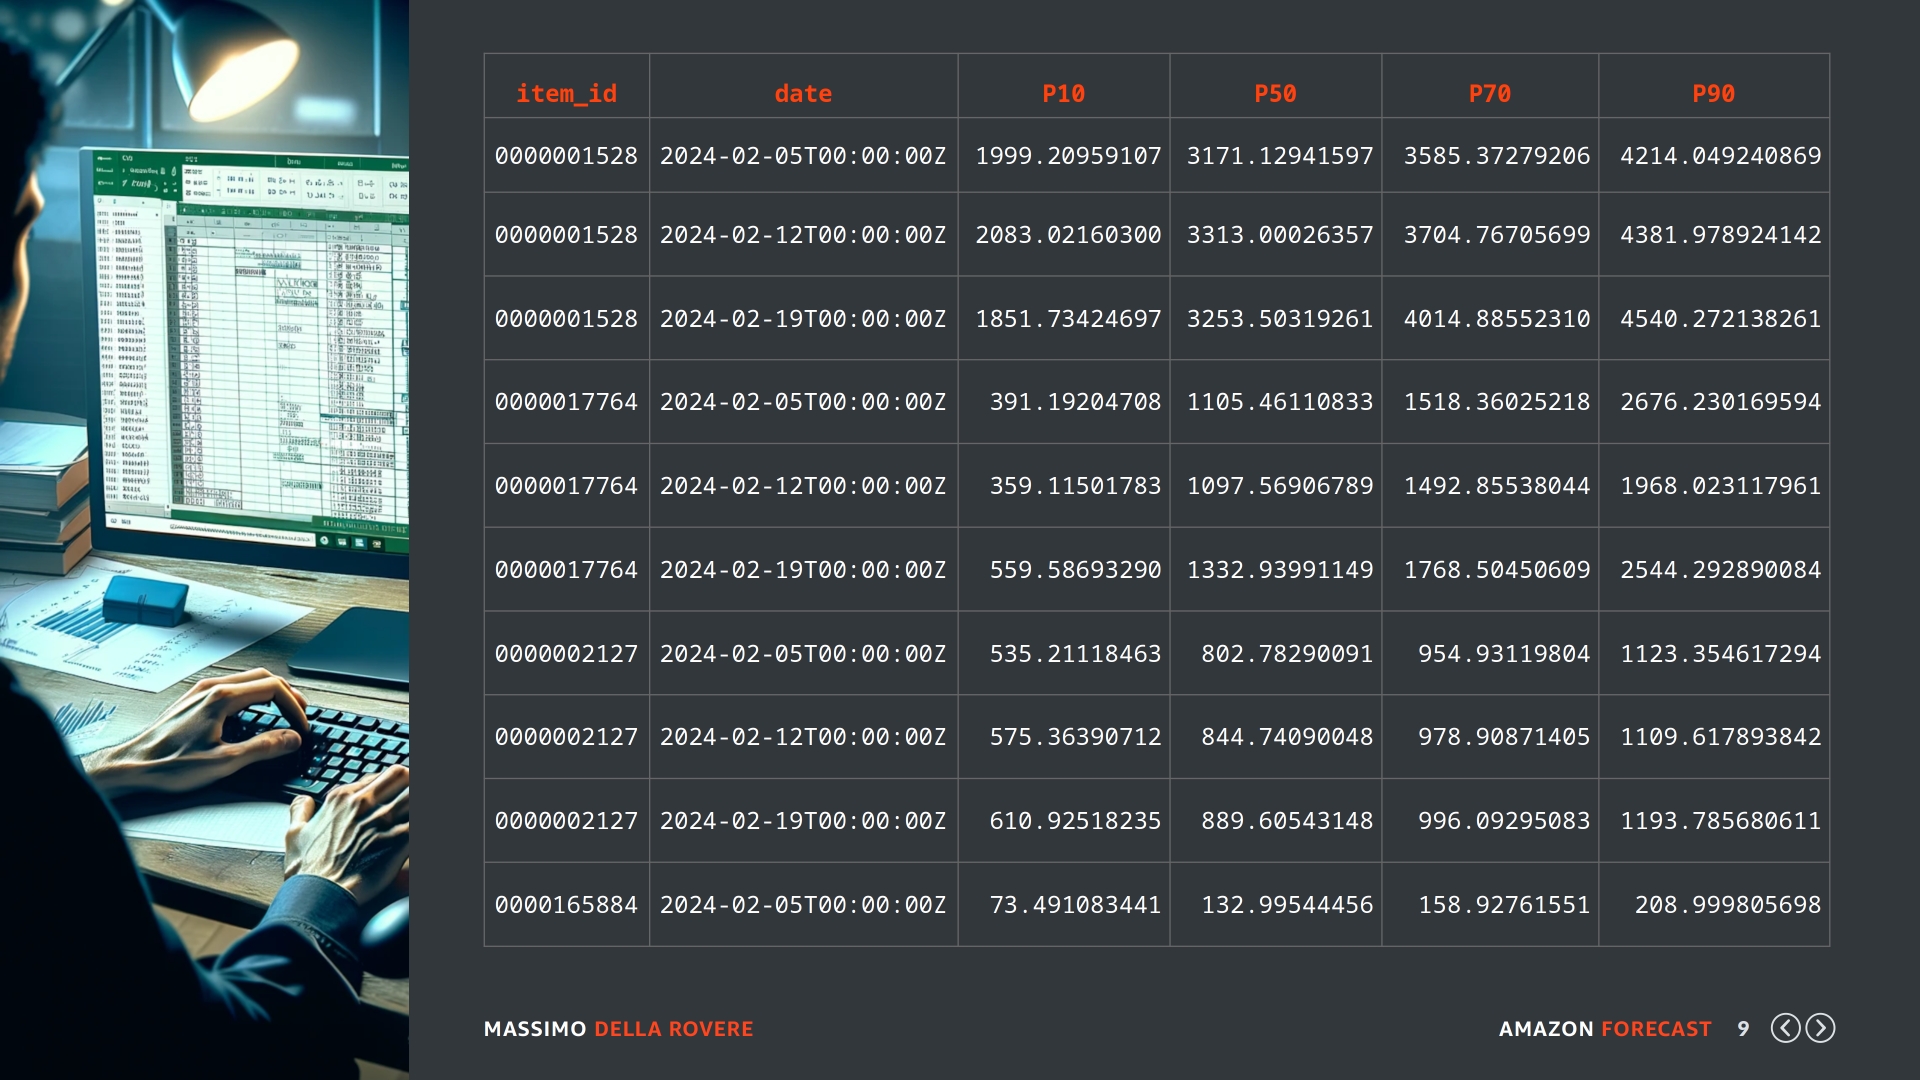 item_id date P10 P50 P70 P90
0000001528 2024-02-05T00:00:00Z 1999.20959107 3171.12941597 3585.37279206 4214.049240869
0000001528 2024-02-12T00:00:00Z 2083.02160300 3313.00026357 3704.76705699 4381.978924142
0000001528 2024-02-19T00:00:00Z 1851.73424697 3253.50319261 4014.88552310 4540.272138261
0000017764 2024-02-05T00:00:00Z 391.19204708 1105.46110833 1518.36025218 2676.230169594
0000017764 2024-02-12T00:00:00Z 359.11501783 1097.56906789 1492.85538044 1968.023117961
0000017764 2024-02-19T00:00:00Z 559.58693290 1332.93991149 1768.50450609 2544.292890084
0000002127 2024-02-05T00:00:00Z 535.21118463 802.78290091 954.93119804 1123.354617294
0000002127 2024-02-12T00:00:00Z 575.36390712 844.74090048 978.90871405 1109.617893842
0000002127 2024-02-19T00:00:00Z 610.92518235 889.60543148 996.09295083 1193.785680611
0000165884 2024-02-05T00:00:00Z 73.491083441 132.99544456 158.92761551 208.999805698
MASSIMO DELLA ROVERE
AMAZON FORECAST 9